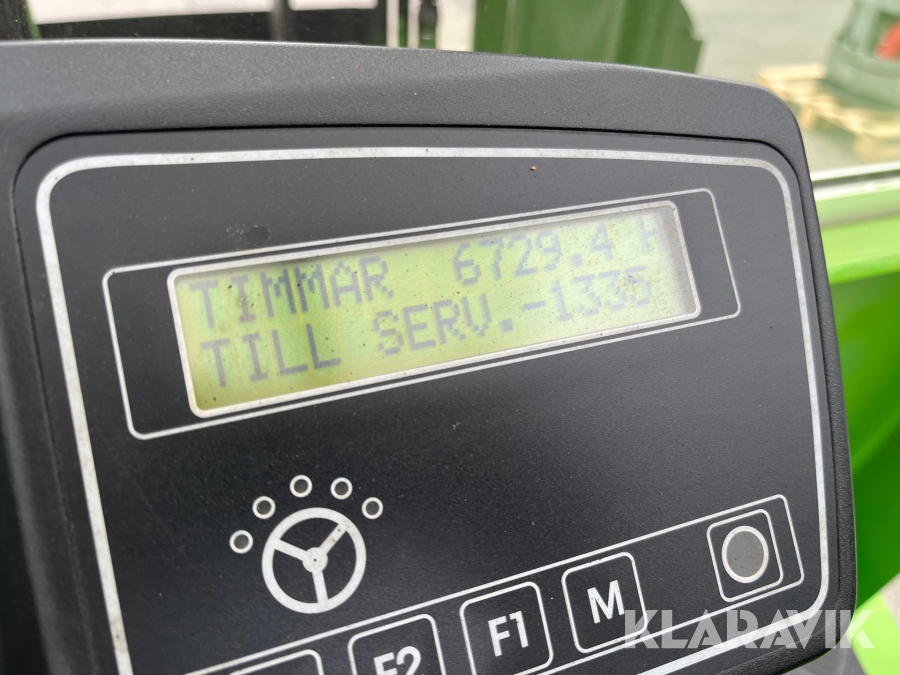 TIMMAR 6729.4 H
TILL SERV.-1335
F2 F1 M
KLARAVIK